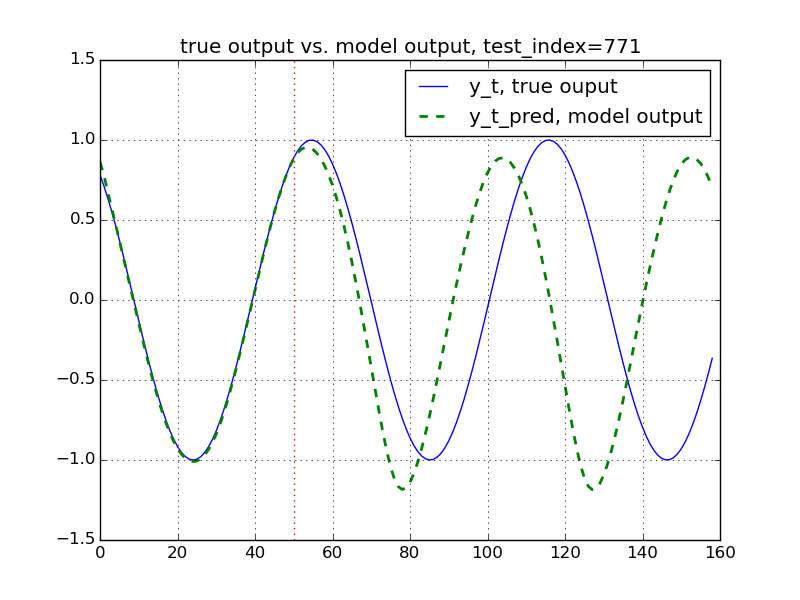 true output vs. model output, test_index=771
y_t, true ouput
y_t_pred, model output
1.5
1.0
0.5
0.0
−0.5
−1.0
−1.5
0 20 40 60 80 100 120 140 160